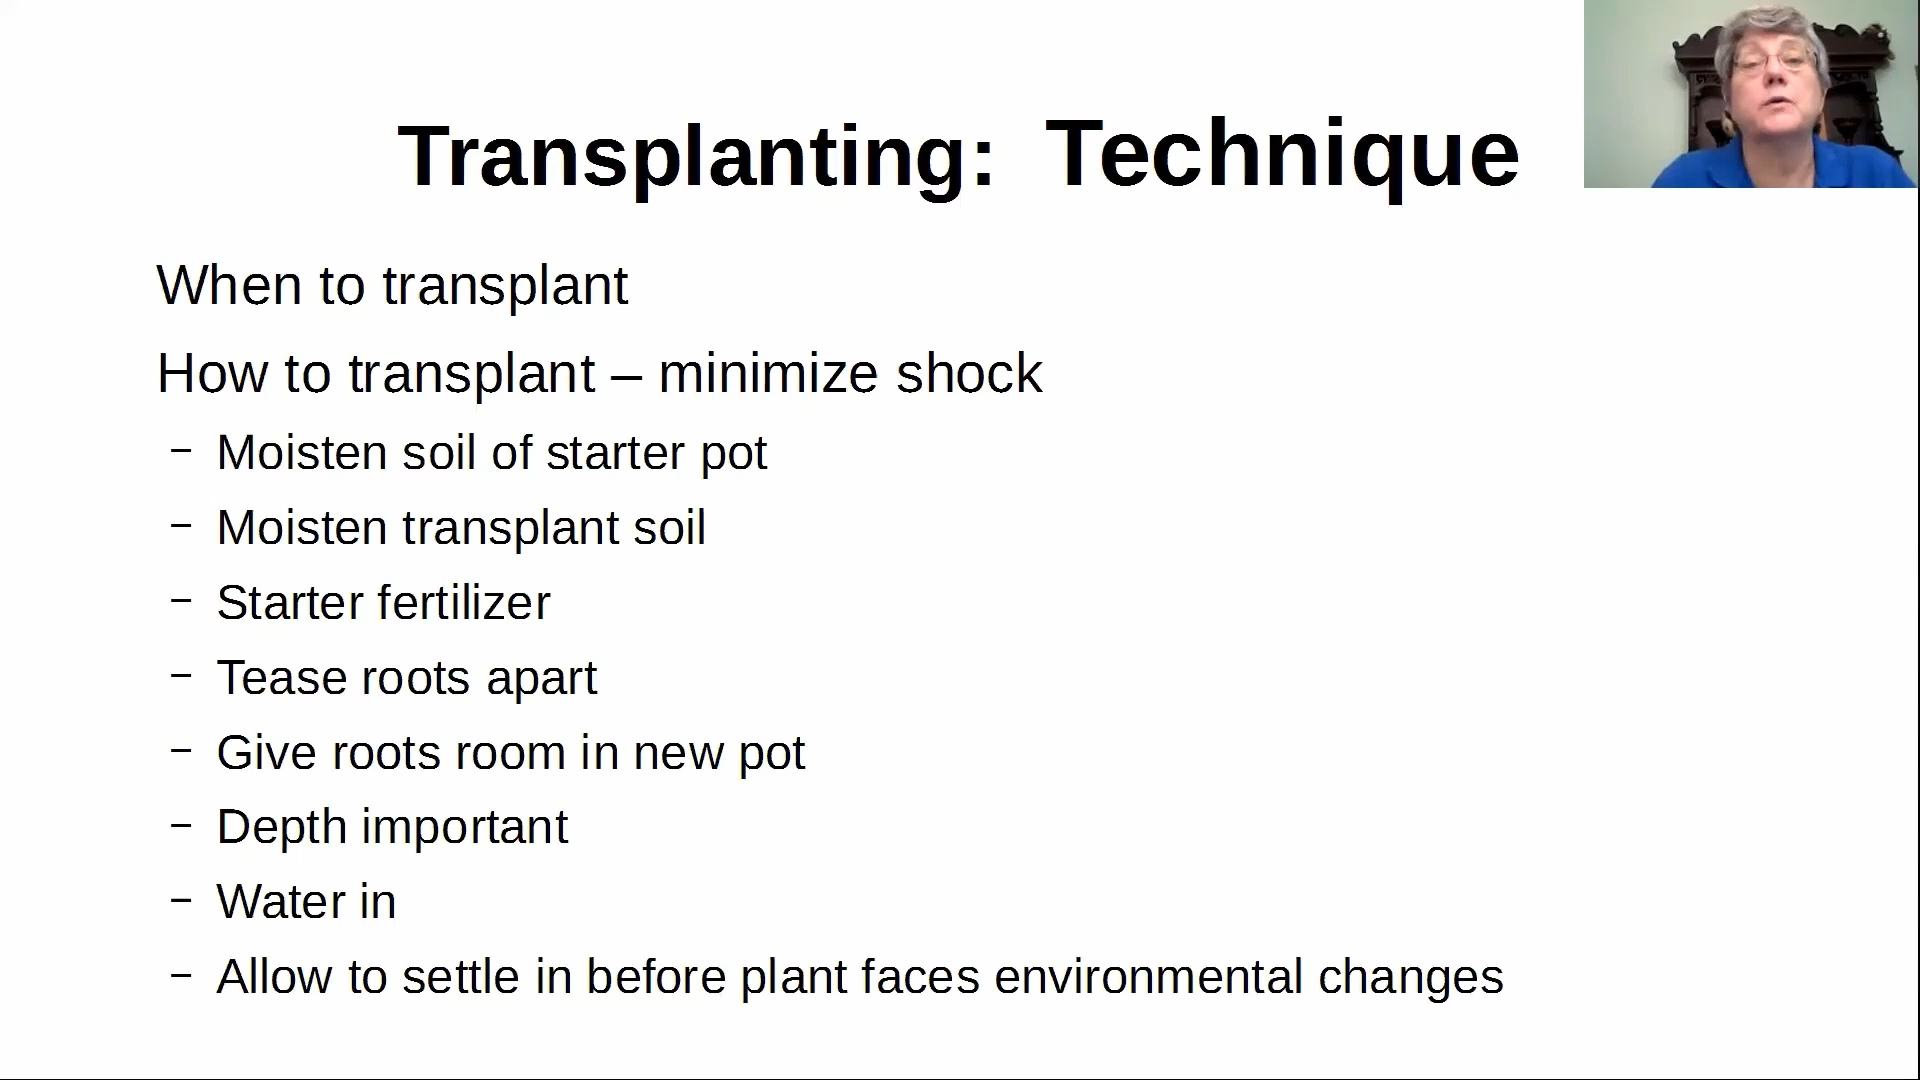 Transplanting: Technique
When to transplant
How to transplant – minimize shock
– Moisten soil of starter pot
– Moisten transplant soil
– Starter fertilizer
– Tease roots apart
– Give roots room in new pot
– Depth important
– Water in
– Allow to settle in before plant faces environmental changes